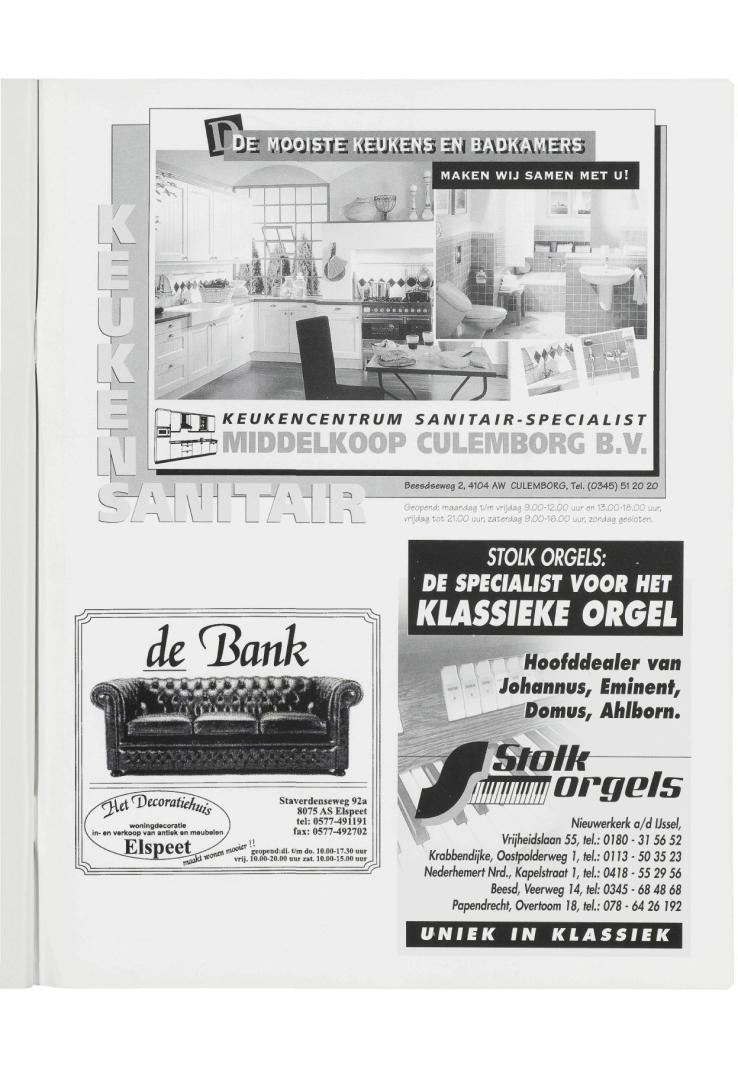 DE MOOISTE KEUKENS EN BADKAMERS
MAKEN WIJ SAMEN MET U!
KEUKEN
SANITAIR
KEUKENCENTRUM SANITAIR-SPECIALIST
MIDDELKOOP CULEMBORG B.V.
Beesdseweg 2, 4104 AW CULEMBORG, Tel. (0345) 51 20 20
Geopend: maandag t/m vrijdag 9.00-12.00 uur en 13.00-18.00 uur,
vrijdag tot 21.00 uur, zaterdag 9.00-16.00 uur, zondag gesloten.
de Bank
Het Decoratiehuis
woningdecoratie
in- en verkoop van antiek en meubelen
Elspeet
maakt wonen mooier !!
Staverdenseweg 92a
8075 AS Elspeet
tel: 0577-491191
fax: 0577-492702
geopend:di. t/m do. 10.00-17.30 uur
vrij. 10.00-20.00 uur zat. 10.00-15.00 uur
STOLK ORGELS:
DE SPECIALIST VOOR HET
KLASSIEKE ORGEL
Hoofddealer van
Johannus, Eminent,
Domus, Ahlborn.
Stolk
orgels
Nieuwerkerk a/d IJssel,
Vrijheidslaan 55, tel.: 0180 - 31 56 52
Krabbendijke, Oostpolderweg 1, tel.: 0113 - 50 35 23
Nederhemert Nrd., Kapelstraat 1, tel.: 0418 - 55 29 56
Beesd, Veerweg 14, tel: 0345 - 68 48 68
Papendrecht, Overtoom 18, tel.: 078 - 64 26 192
UNIEK IN KLASSIEK